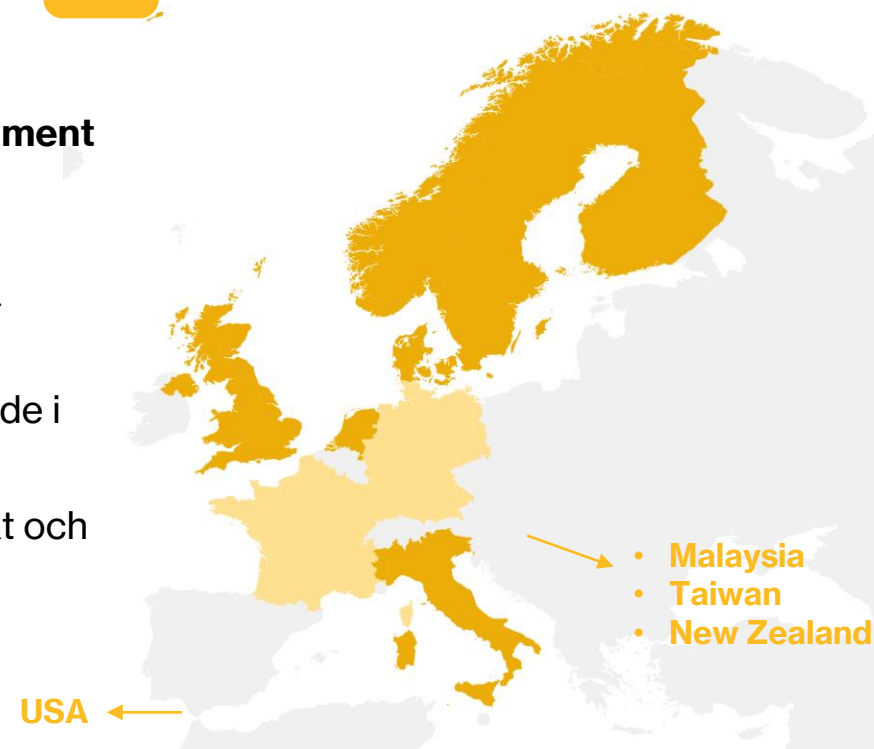 ment
de i
t och
• Malaysia
• Taiwan
• New Zealand
USA